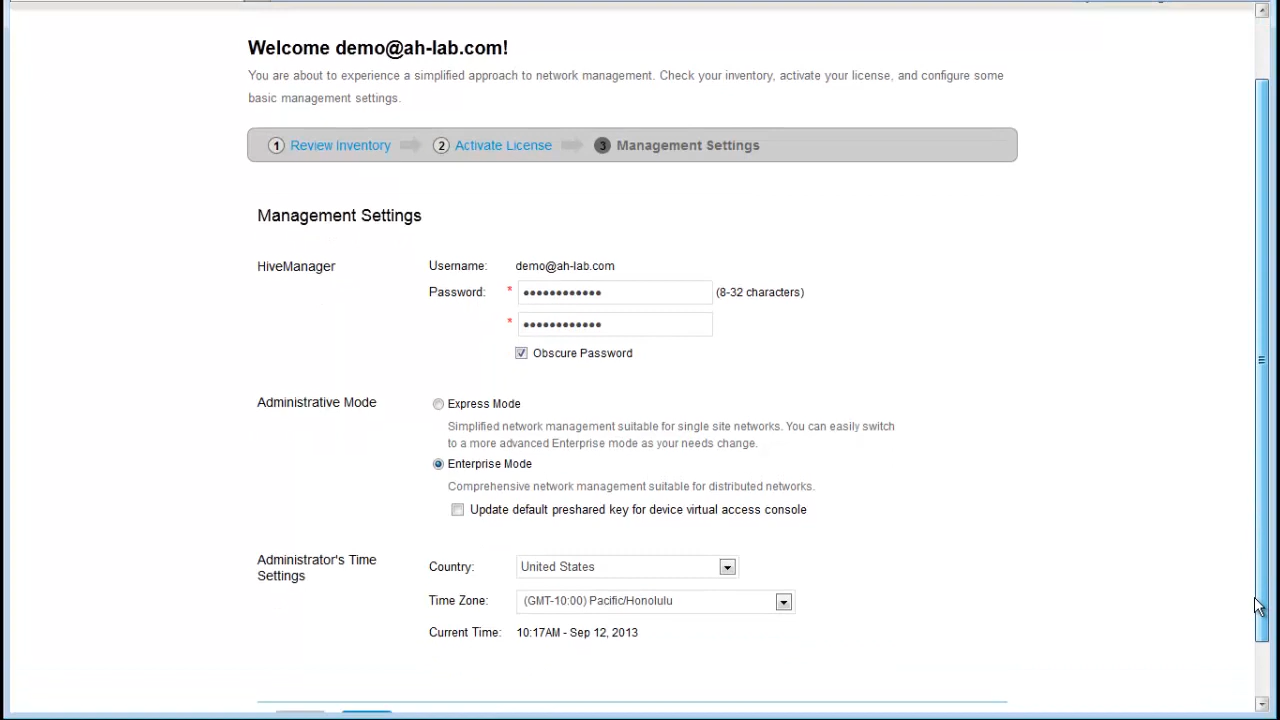 Welcome demo@ah-lab.com!
You are about to experience a simplified approach to network management. Check your inventory, activate your license, and configure some
basic management settings.
1 Review Inventory 2 Activate License 3 Management Settings
Management Settings
HiveManager Username: demo@ah-lab.com
Password: * •••••••••••• (8-32 characters)
* ••••••••••••
Obscure Password
Administrative Mode Express Mode
Simplified network management suitable for single site networks. You can easily switch
to a more advanced Enterprise mode as your needs change.
Enterprise Mode
Comprehensive network management suitable for distributed networks.
Update default preshared key for device virtual access console
Administrator's Time
Settings
Country: United States
Time Zone: (GMT-10:00) Pacific/Honolulu
Current Time: 10:17AM - Sep 12, 2013